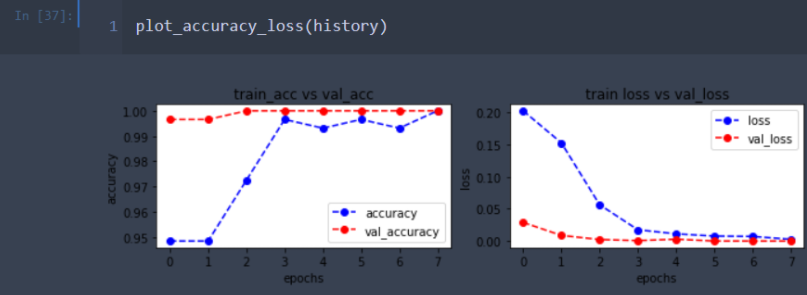 In [37]:
1 plot_accuracy_loss(history)
train_acc vs val_acc
accuracy
1.00
0.99
0.98
0.97
0.96
0.95
accuracy
val_accuracy
0 1 2 3 4 5 6 7
epochs
train loss vs val_loss
loss
0.20
0.15
0.10
0.05
0.00
loss
val_loss
0 1 2 3 4 5 6 7
epochs